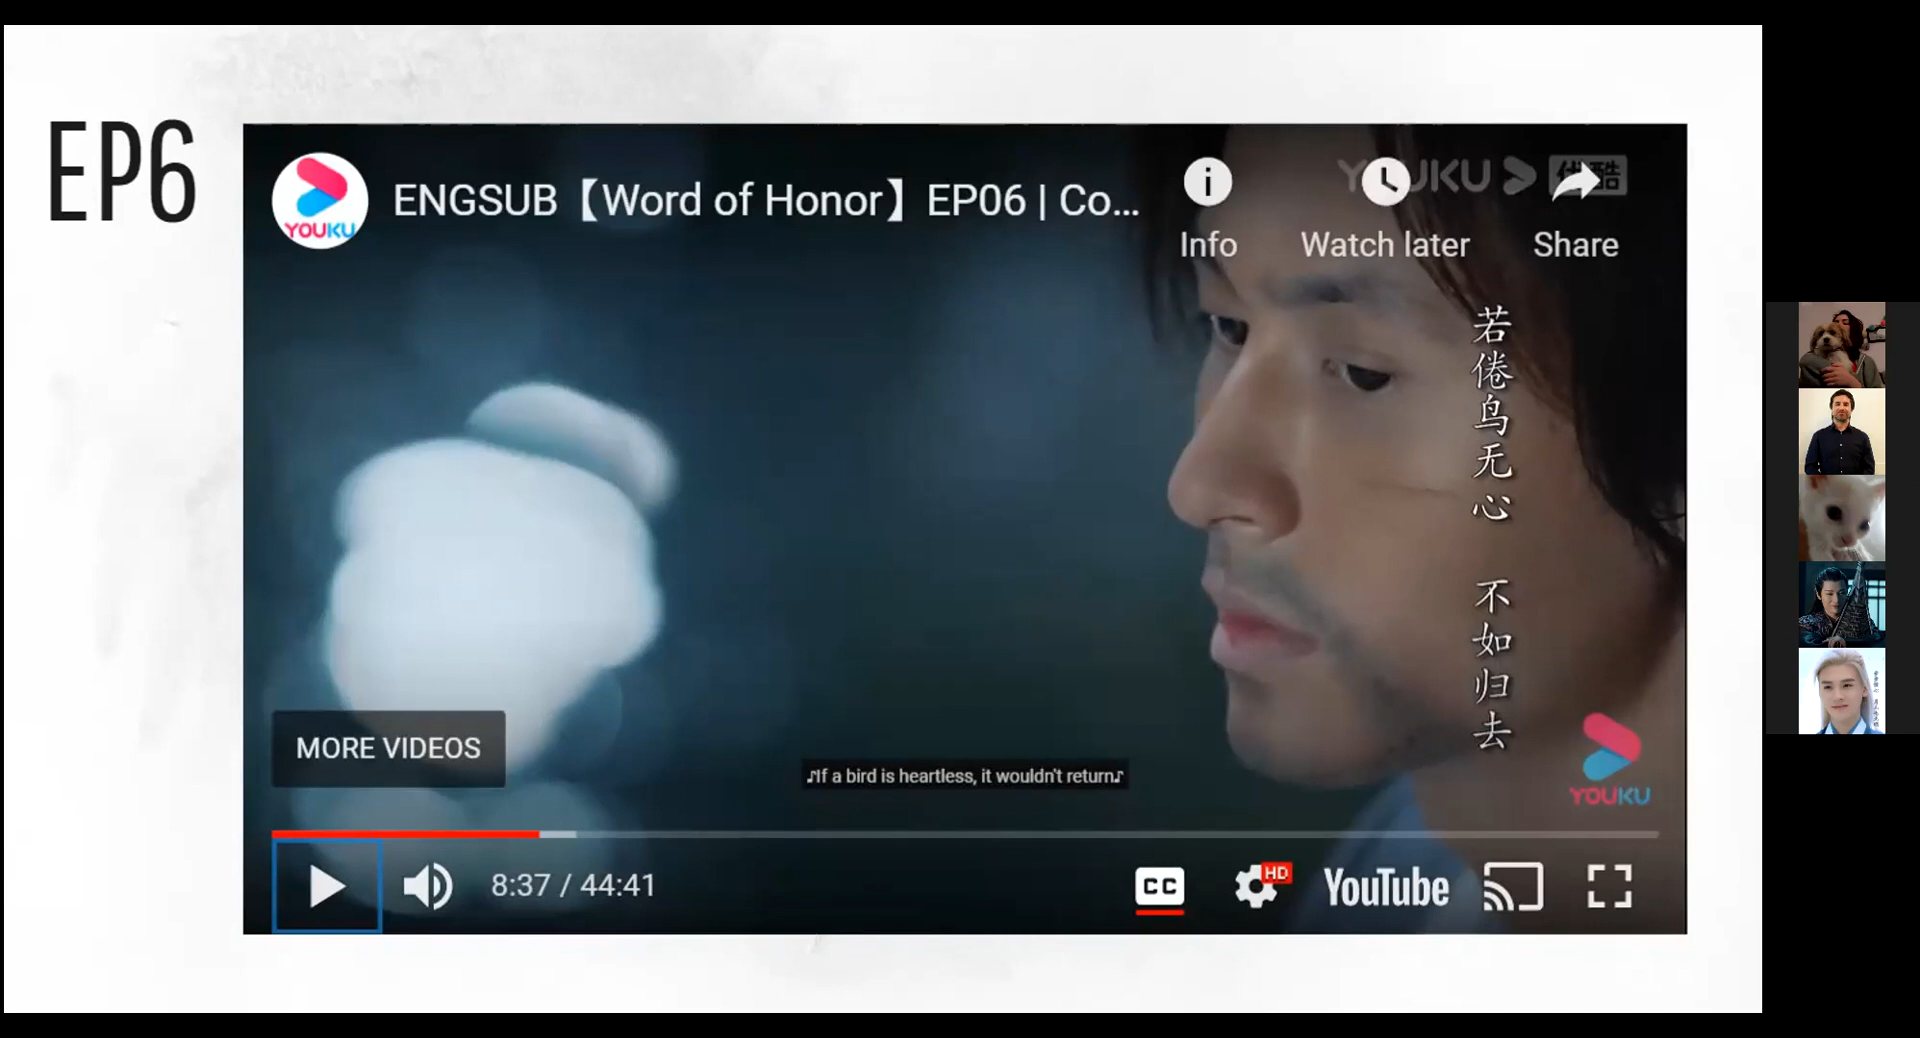 EP6
YOUKU
ENGSUB【Word of Honor】EP06 | Co...
YOUKU
Info
Watch later
Share
若倦鸟无心
不如归去
MORE VIDEOS
♪If a bird is heartless, it wouldn't return♪
YOUKU
8:37 / 44:41
CC
HD
YouTube